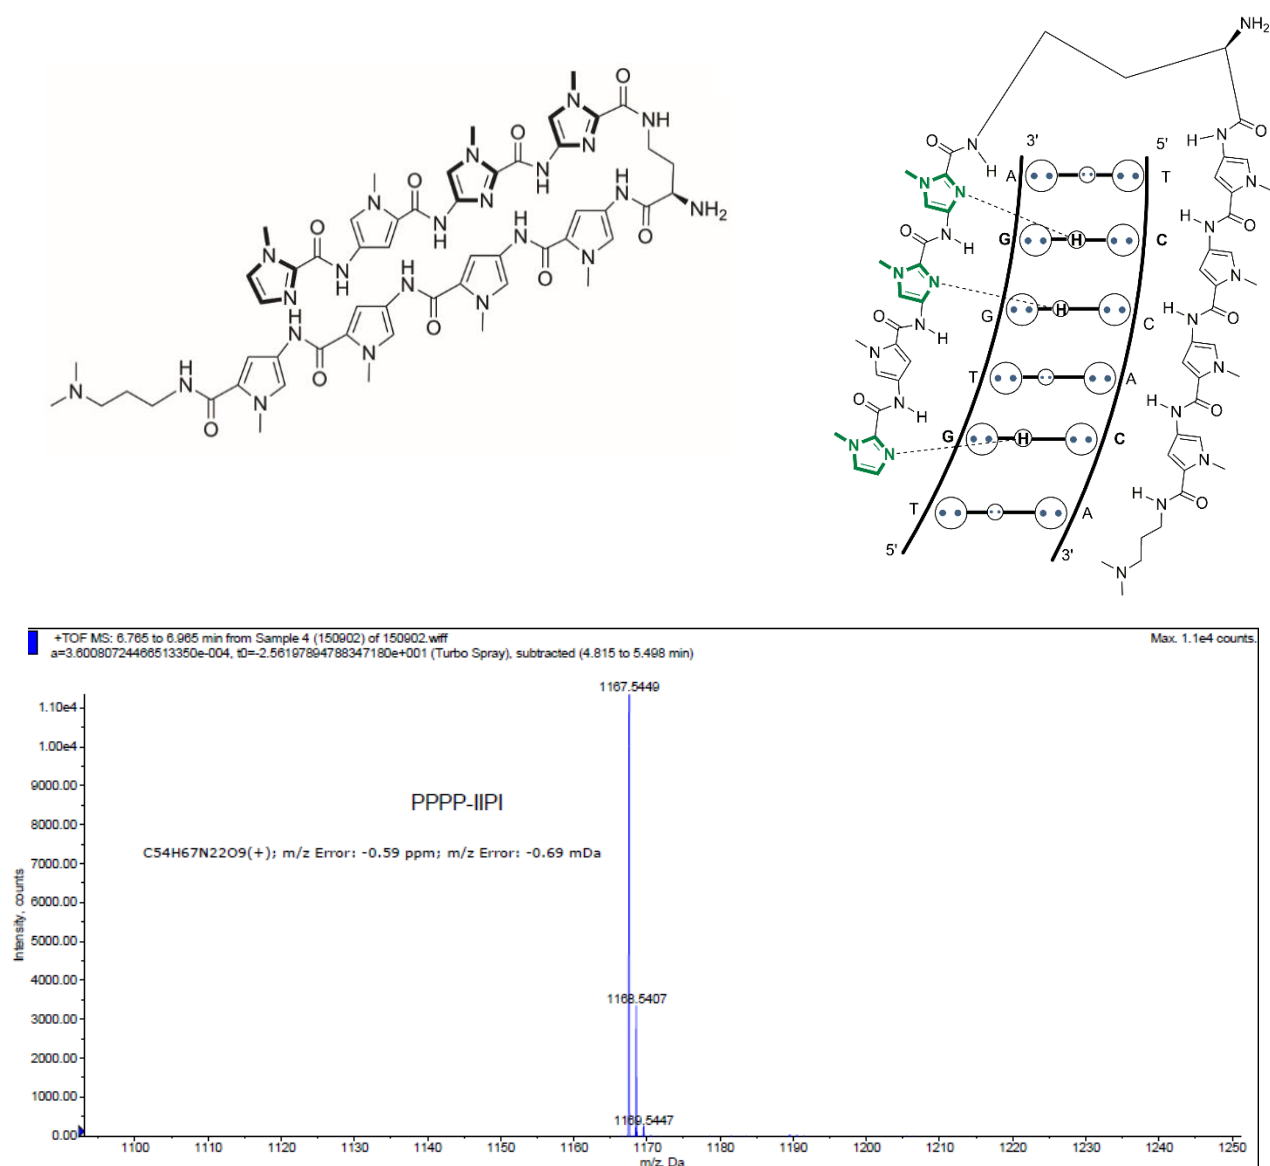 O
N
NH
O
N
N
N
H
O
N
N
H
N
NH2
N
H
O
O
H
N
N
N
H
O
N
H
N
N
O
H
N
N
O
H
N
N
N
O
NH2
O
N
H
3'
5'
H
N
O
A
T
N
N
N
O
N
H
G
H
C
H
N
O
N
N
N
O
N
H
G
H
C
H
N
O
N
N
T
A
O
N
H
G
H
C
H
N
O
N
N
N
T
A
H
N
O
5'
3'
N
+TOF MS: 6.765 to 6.965 min from Sample 4 (150902) of 150902.wiff
Max. 1.1e4 counts.
a=3.60080724466513350e-004, t0=-2.56197894788347180e+001 (Turbo Spray), subtracted (4.815 to 5.498 min)
1167.5449
1.10e4
1.00e4
9000.00
8000.00
7000.00
6000.00
5000.00
4000.00
3000.00
2000.00
1000.00
0.00
Intensity, counts
PPPP-IIPI
C54H67N22O9(+); m/z Error: -0.59 ppm; m/z Error: -0.69 mDa
1168.5407
1169.5447
1100 1110 1120 1130 1140 1150 1160 1170 1180 1190 1200 1210 1220 1230 1240 1250
m/z, Da